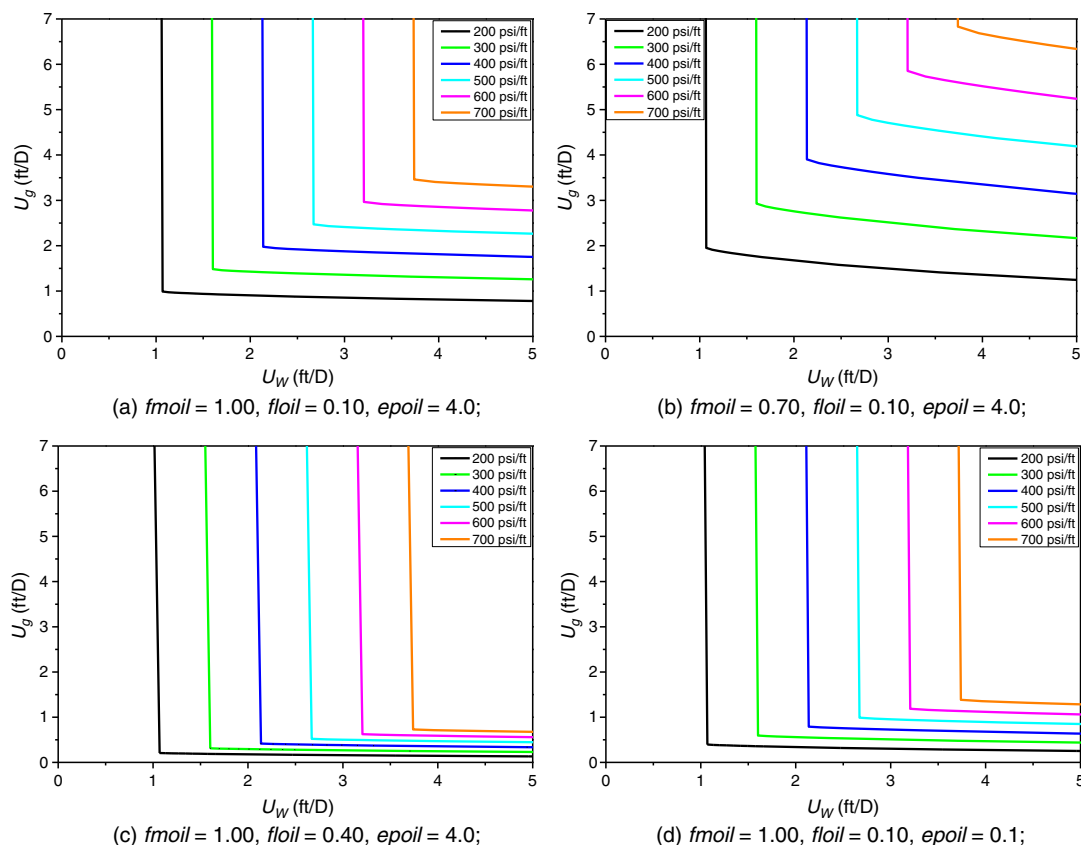 7
6
5
4
3
2
1
0
U_g (ft/D)
200 psi/ft
300 psi/ft
400 psi/ft
500 psi/ft
600 psi/ft
700 psi/ft
0 1 2 3 4 5
U_W (ft/D)
(a) fmoil = 1.00, floil = 0.10, epoil = 4.0;
7
6
5
4
3
2
1
0
U_g (ft/D)
200 psi/ft
300 psi/ft
400 psi/ft
500 psi/ft
600 psi/ft
700 psi/ft
0 1 2 3 4 5
U_W (ft/D)
(b) fmoil = 0.70, floil = 0.10, epoil = 4.0;
7
6
5
4
3
2
1
0
U_g (ft/D)
200 psi/ft
300 psi/ft
400 psi/ft
500 psi/ft
600 psi/ft
700 psi/ft
0 1 2 3 4 5
U_W (ft/D)
(c) fmoil = 1.00, floil = 0.40, epoil = 4.0;
7
6
5
4
3
2
1
0
U_g (ft/D)
200 psi/ft
300 psi/ft
400 psi/ft
500 psi/ft
600 psi/ft
700 psi/ft
0 1 2 3 4 5
U_W (ft/D)
(d) fmoil = 1.00, floil = 0.10, epoil = 0.1;